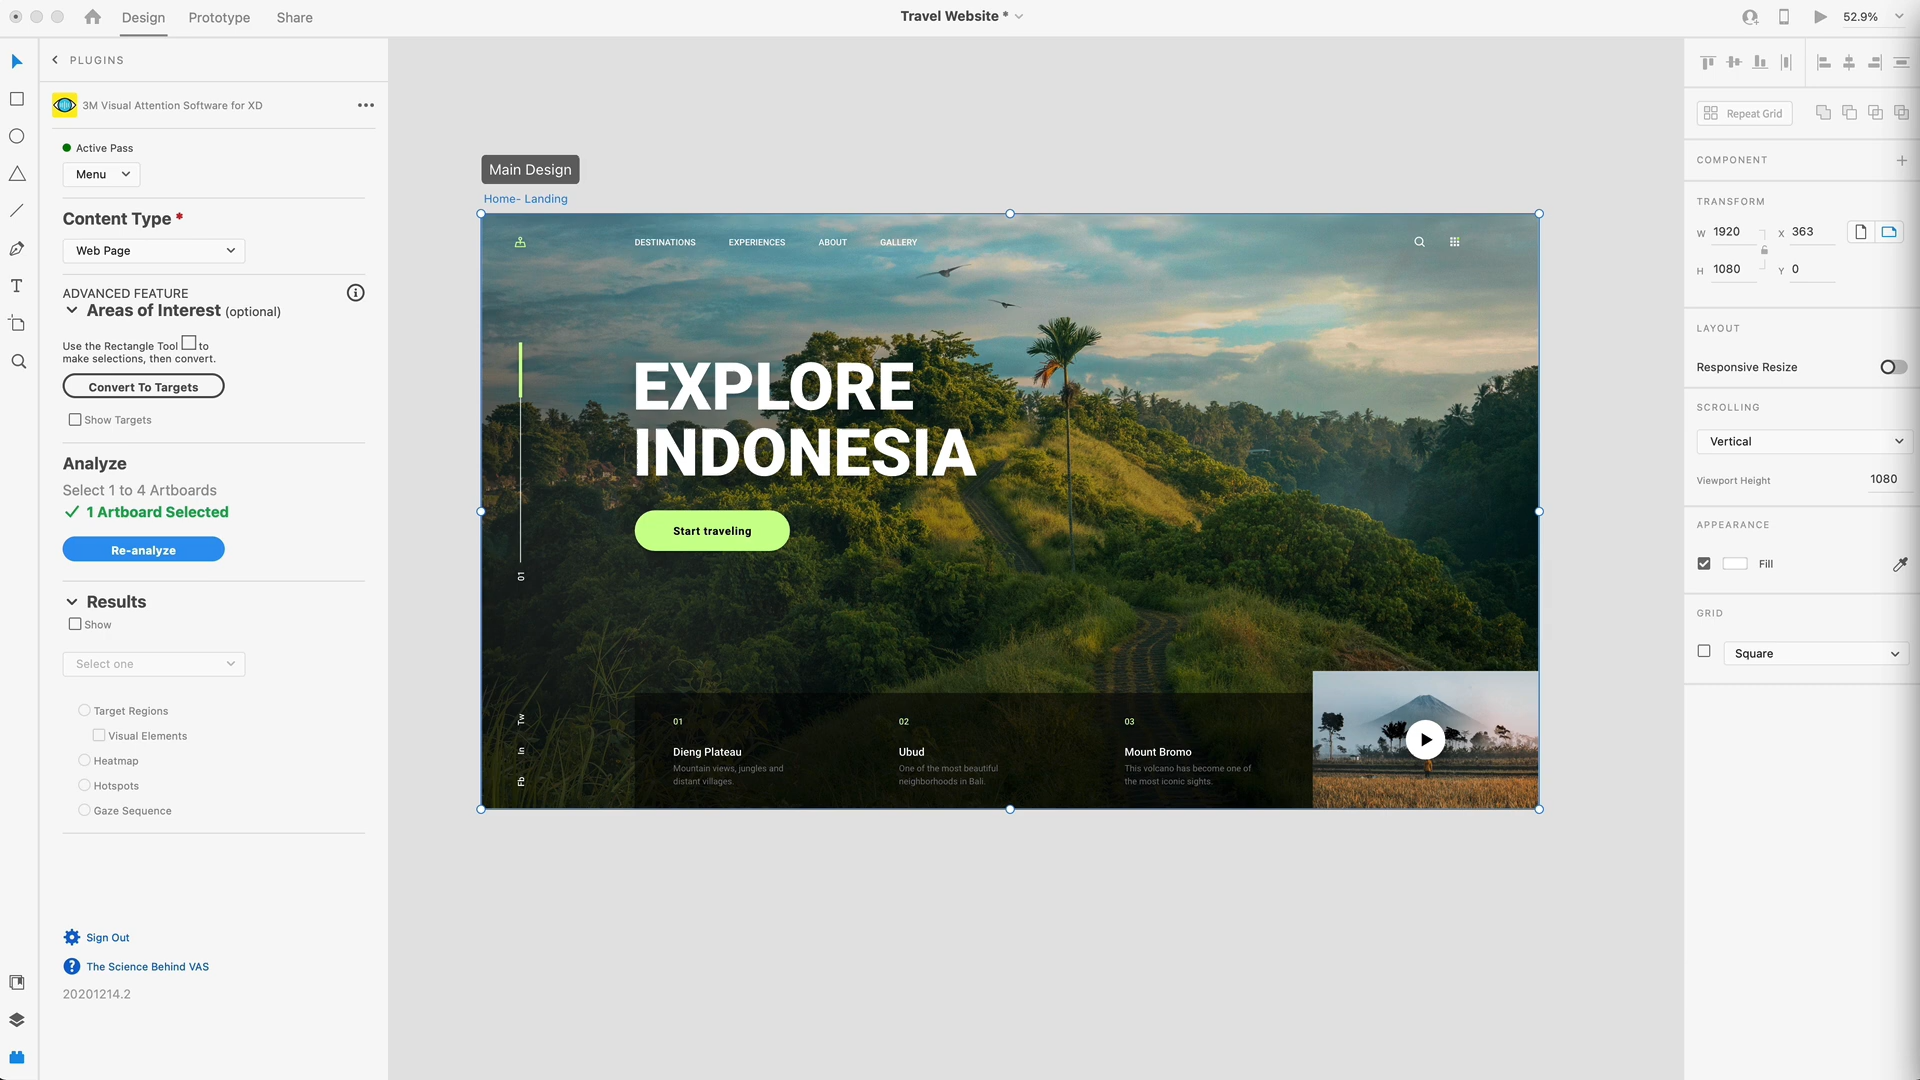 Design
Prototype
Share
Travel Website *
52.9%
PLUGINS
3M Visual Attention Software for XD
Active Pass
Menu
Content Type *
Web Page
ADVANCED FEATURE
Areas of Interest (optional)
Use the Rectangle Tool to
make selections, then convert.
Convert To Targets
Show Targets
Analyze
Select 1 to 4 Artboards
1 Artboard Selected
Re-analyze
Results
Show
Select one
Target Regions
Visual Elements
Heatmap
Hotspots
Gaze Sequence
Sign Out
The Science Behind VAS
20201214.2
Main Design
Home- Landing
DESTINATIONS
EXPERIENCES
ABOUT
GALLERY
EXPLORE
INDONESIA
Start traveling
01
Tw
In
Fb
01
Dieng Plateau
Mountain views, jungles and
distant villages.
02
Ubud
One of the most beautiful
neighborhoods in Bali.
03
Mount Bromo
This volcano has become one of
the most iconic sights.
Repeat Grid
COMPONENT
TRANSFORM
W 1920
X 363
H 1080
Y 0
LAYOUT
Responsive Resize
SCROLLING
Vertical
Viewport Height 1080
APPEARANCE
Fill
GRID
Square